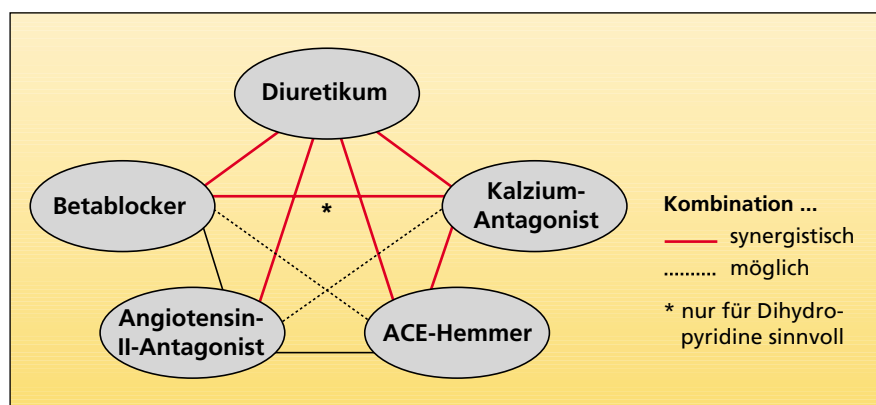 Diuretikum
Betablocker
Kalzium-
Antagonist
*
Angiotensin-
II-Antagonist
ACE-Hemmer
Kombination ...
synergistisch
möglich
* nur für Dihydro-
pyridine sinnvoll